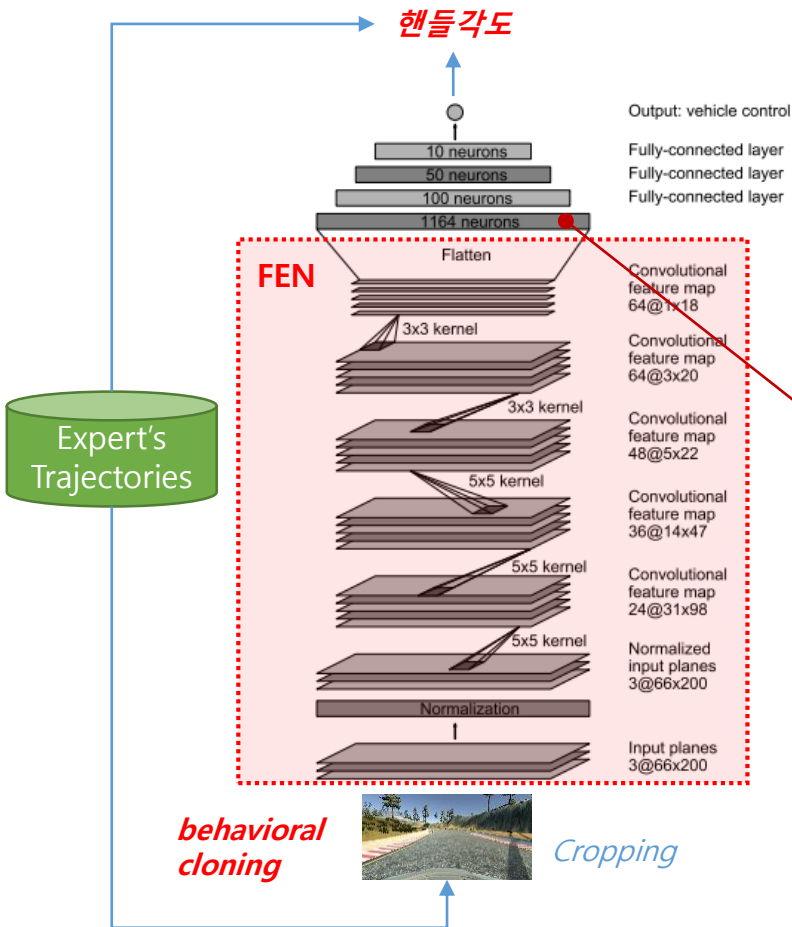 핸들각도
Output: vehicle control
10 neurons
Fully-connected layer
50 neurons
Fully-connected layer
100 neurons
Fully-connected layer
1164 neurons
Flatten
FEN
Convolutional
feature map
64@1x18
3x3 kernel
Convolutional
feature map
64@3x20
3x3 kernel
Expert's
Trajectories
Convolutional
feature map
48@5x22
5x5 kernel
Convolutional
feature map
36@14x47
5x5 kernel
Convolutional
feature map
24@31x98
5x5 kernel
Normalized
input planes
3@66x200
Normalization
Input planes
3@66x200
behavioral
cloning
Cropping